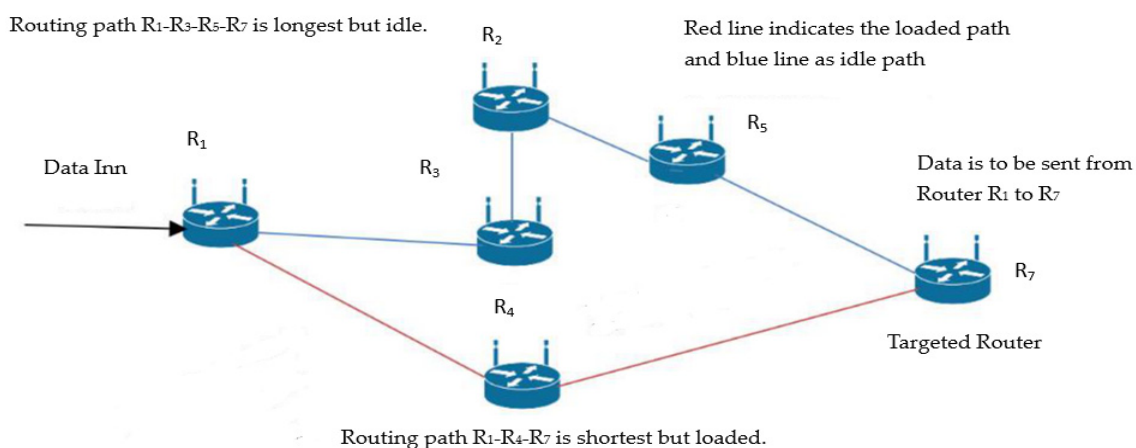 Routing path R₁-R₃-R₅-R₇ is longest but idle.
R₂
Red line indicates the loaded path
and blue line as idle path
R₅
R₁
Data Inn
R₃
Data is to be sent from
Router R₁ to R₇
R₇
R₄
Targeted Router
Routing path R₁-R₄-R₇ is shortest but loaded.